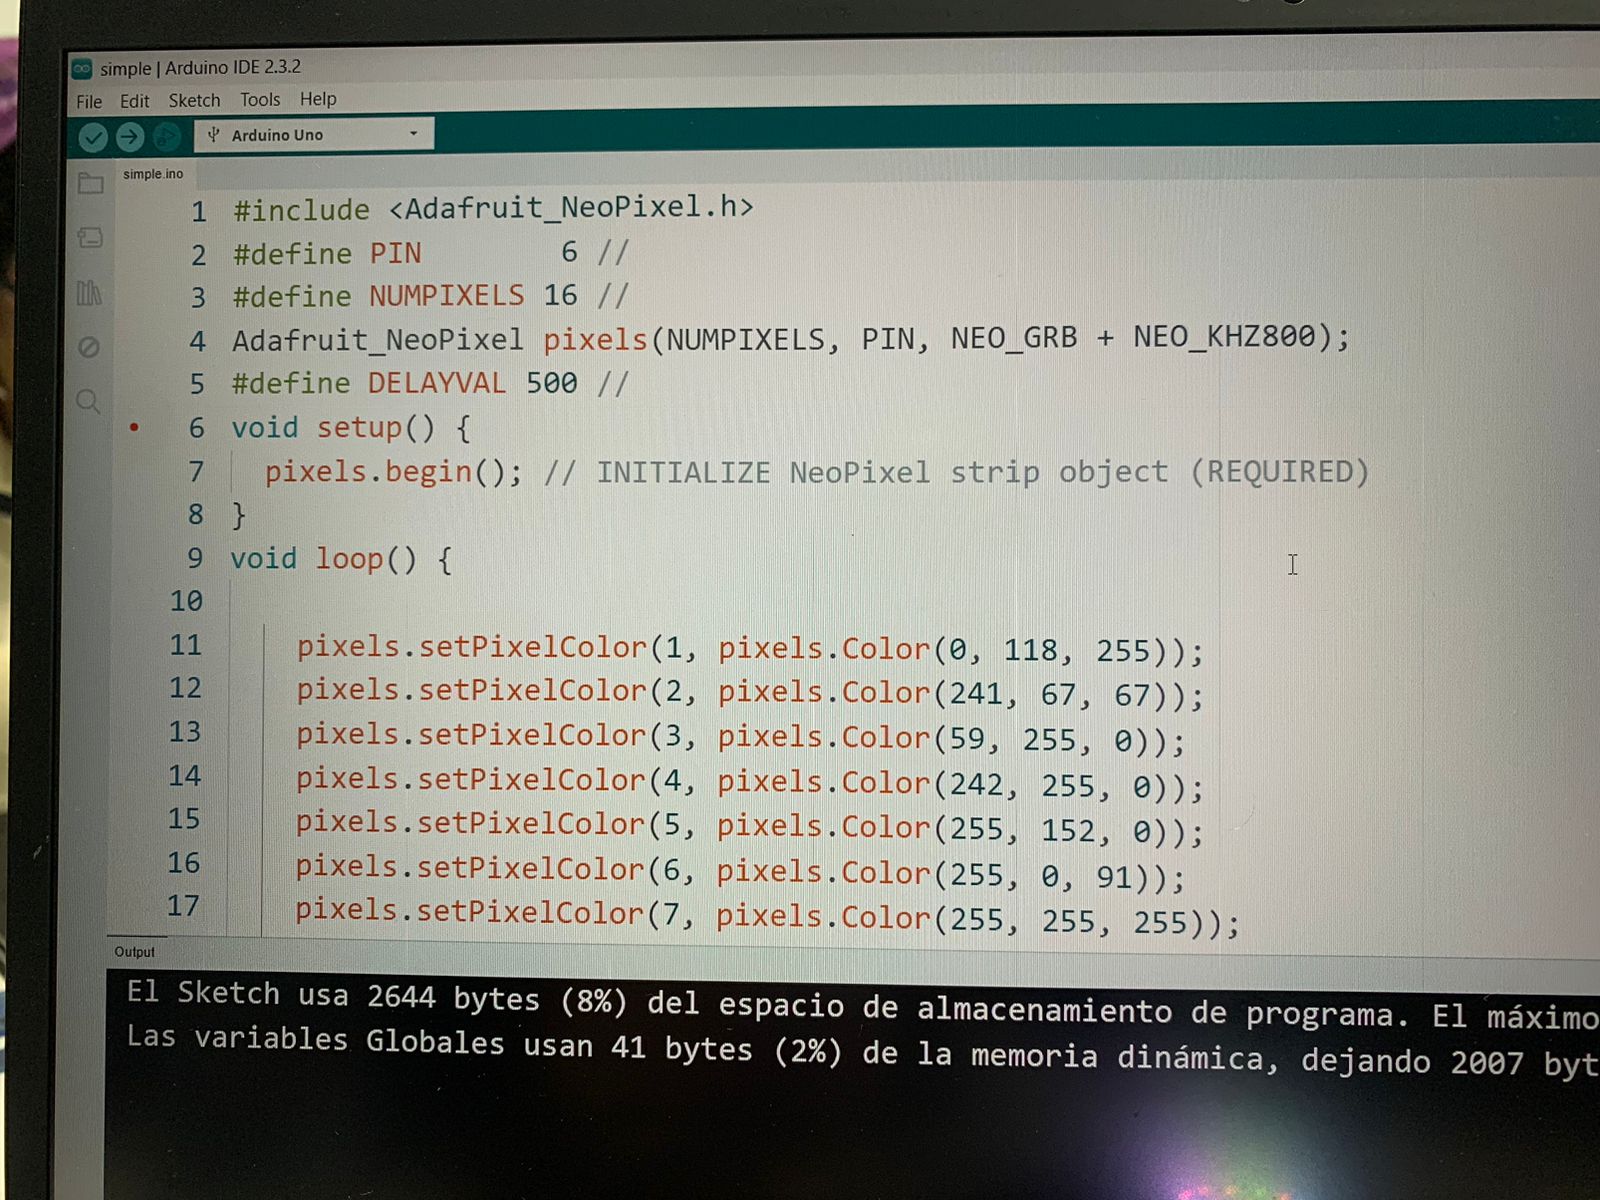 simple | Arduino IDE 2.3.2
File Edit Sketch Tools Help
Arduino Uno
simple.ino
1 #include <Adafruit_NeoPixel.h>
2 #define PIN 6 //
3 #define NUMPIXELS 16 //
4 Adafruit_NeoPixel pixels(NUMPIXELS, PIN, NEO_GRB + NEO_KHZ800);
5 #define DELAYVAL 500 //
6 void setup() {
7 pixels.begin(); // INITIALIZE NeoPixel strip object (REQUIRED)
8 }
9 void loop() {
10
11 pixels.setPixelColor(1, pixels.Color(0, 118, 255));
12 pixels.setPixelColor(2, pixels.Color(241, 67, 67));
13 pixels.setPixelColor(3, pixels.Color(59, 255, 0));
14 pixels.setPixelColor(4, pixels.Color(242, 255, 0));
15 pixels.setPixelColor(5, pixels.Color(255, 152, 0));
16 pixels.setPixelColor(6, pixels.Color(255, 0, 91));
17 pixels.setPixelColor(7, pixels.Color(255, 255, 255));
Output
El Sketch usa 2644 bytes (8%) del espacio de almacenamiento de programa. El máximo
Las variables Globales usan 41 bytes (2%) de la memoria dinámica, dejando 2007 byt